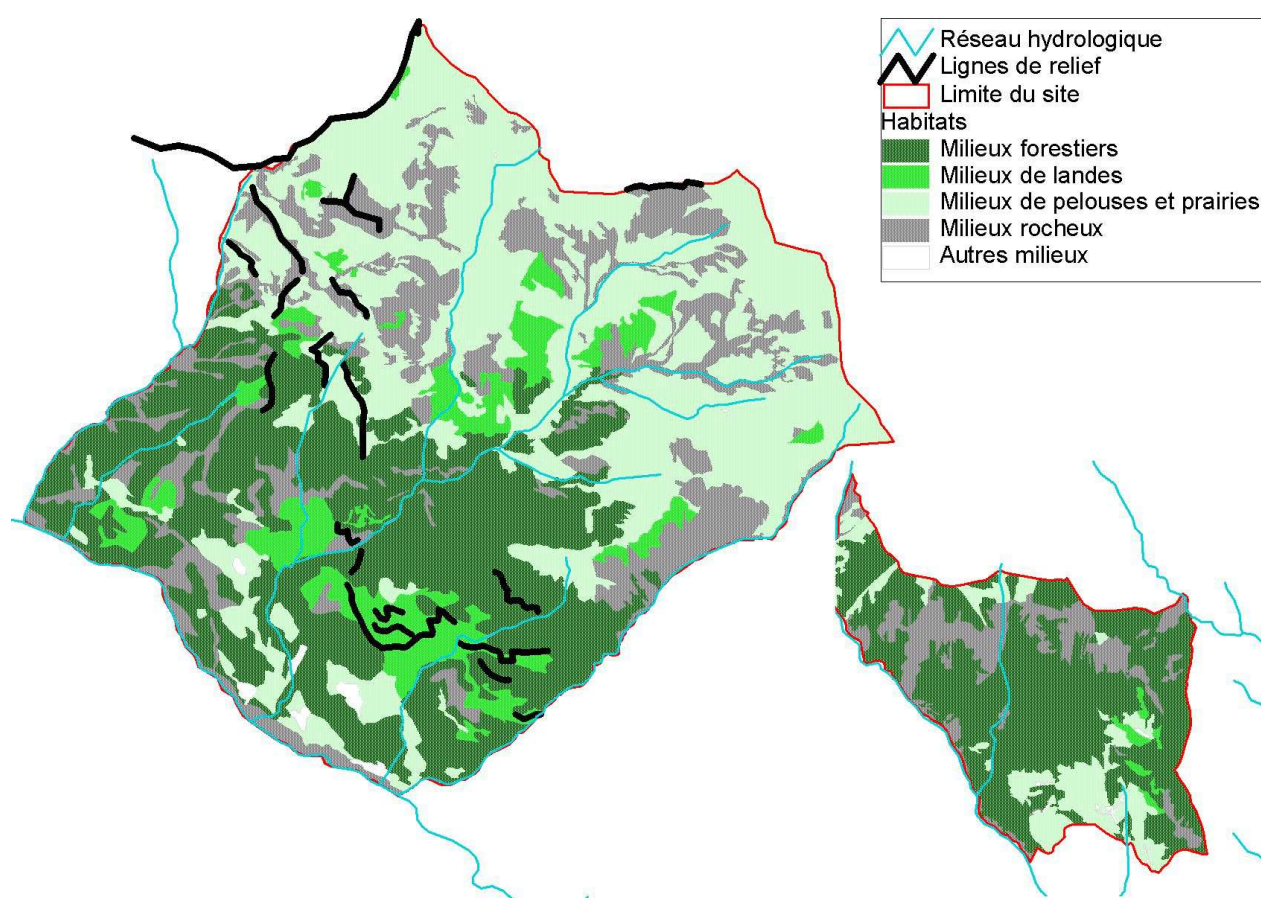 Réseau hydrologique
Lignes de relief
Limite du site
Habitats
Milieux forestiers
Milieux de landes
Milieux de pelouses et prairies
Milieux rocheux
Autres milieux